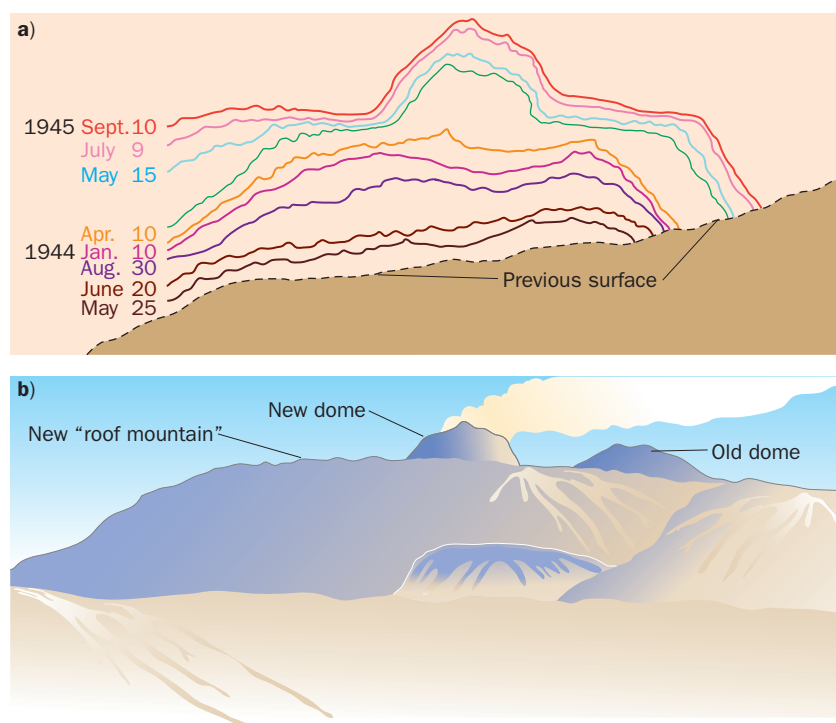 a)
1945 Sept. 10
July 9
May 15
Apr. 10
1944 Jan. 10
Aug. 30
June 20
May 25
Previous surface
b)
New dome
New “roof mountain”
Old dome